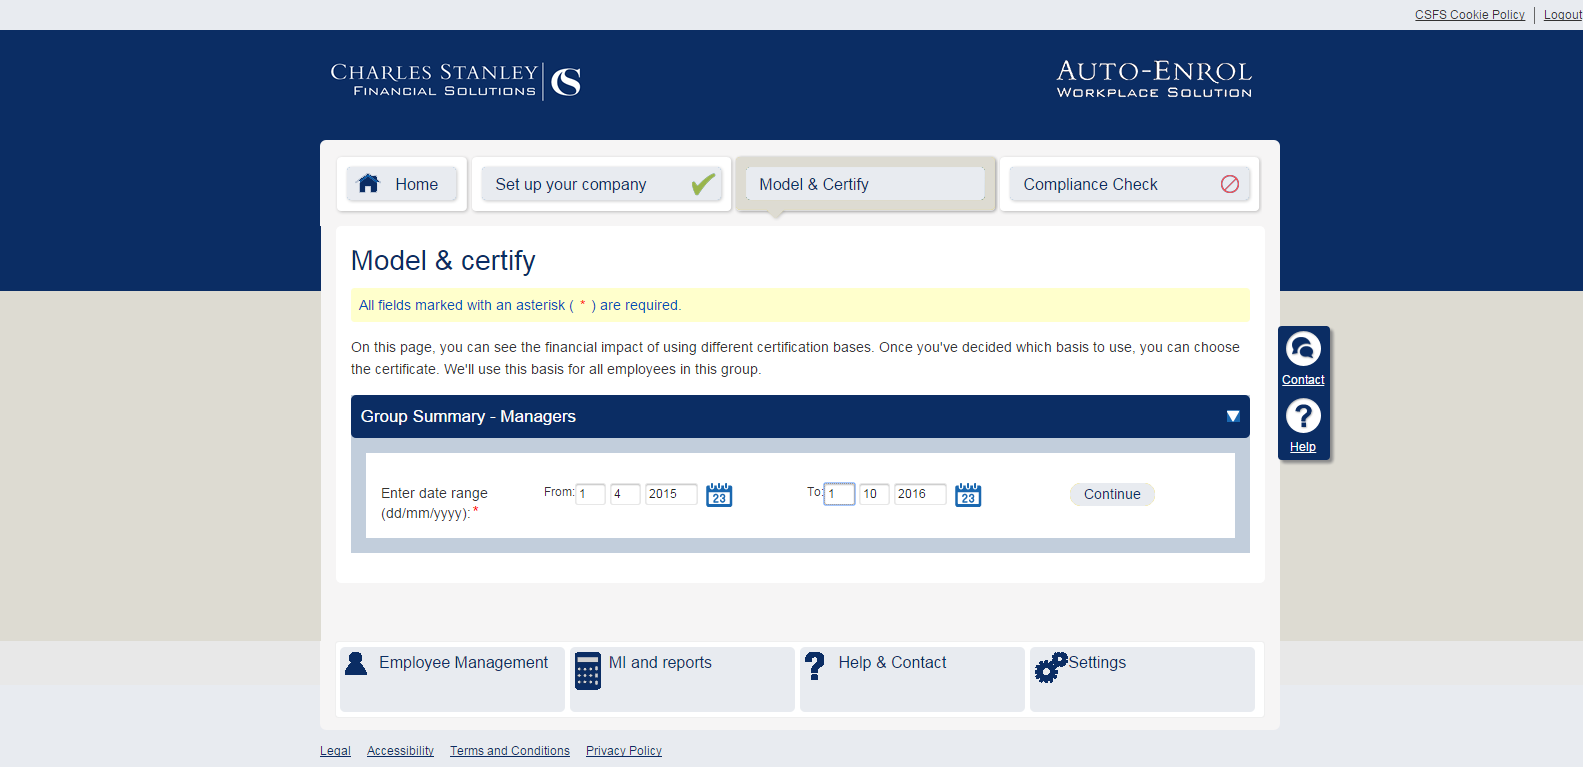 CSFS Cookie Policy
Logout
CHARLES STANLEY
FINANCIAL SOLUTIONS
AUTO-ENROL
WORKPLACE SOLUTION
Home
Set up your company
Model & Certify
Compliance Check
Model & certify
All fields marked with an asterisk ( * ) are required.
On this page, you can see the financial impact of using different certification bases. Once you've decided which basis to use, you can choose
the certificate. We'll use this basis for all employees in this group.
Contact
Help
Group Summary - Managers
Enter date range
(dd/mm/yyyy):*
From: 1 4 2015 23
To: 1 10 2016 23
Continue
Employee Management
MI and reports
Help & Contact
Settings
Legal
Accessibility
Terms and Conditions
Privacy Policy